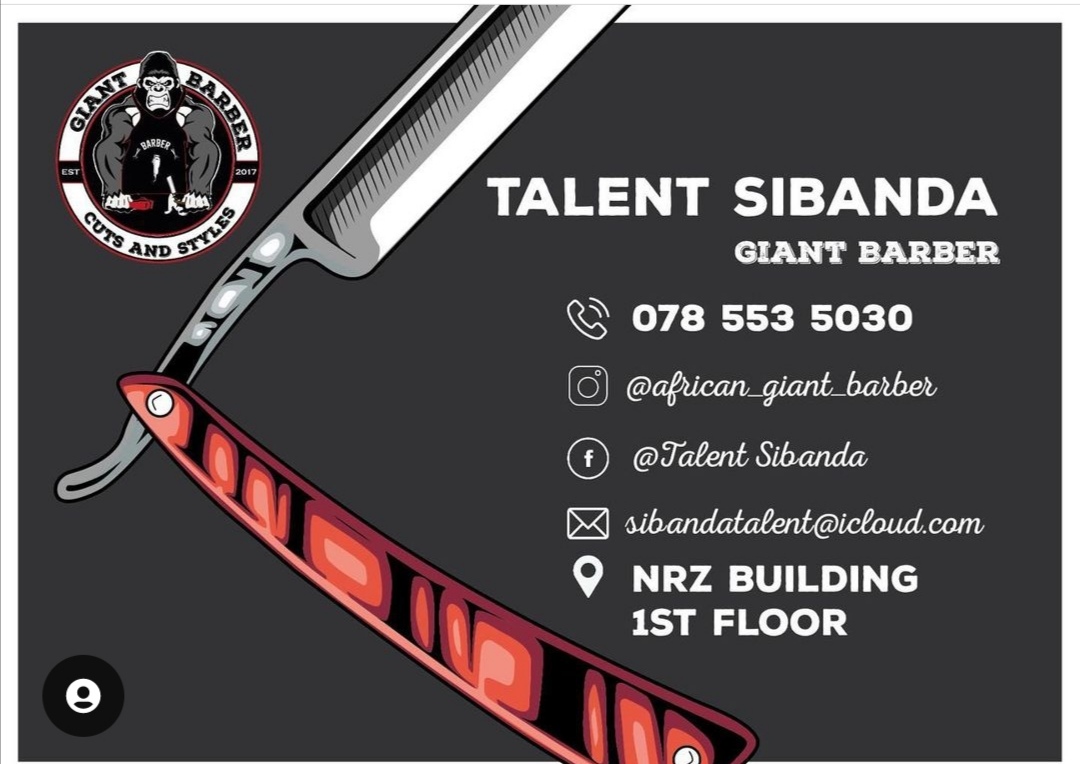 GIANT BARBER
BARBER
EST 2017
CUTS AND STYLES
TALENT SIBANDA
GIANT BARBER
078 553 5030
@african_giant_barber
@Talent Sibanda
sibandatalent@icloud.com
NRZ BUILDING
1ST FLOOR